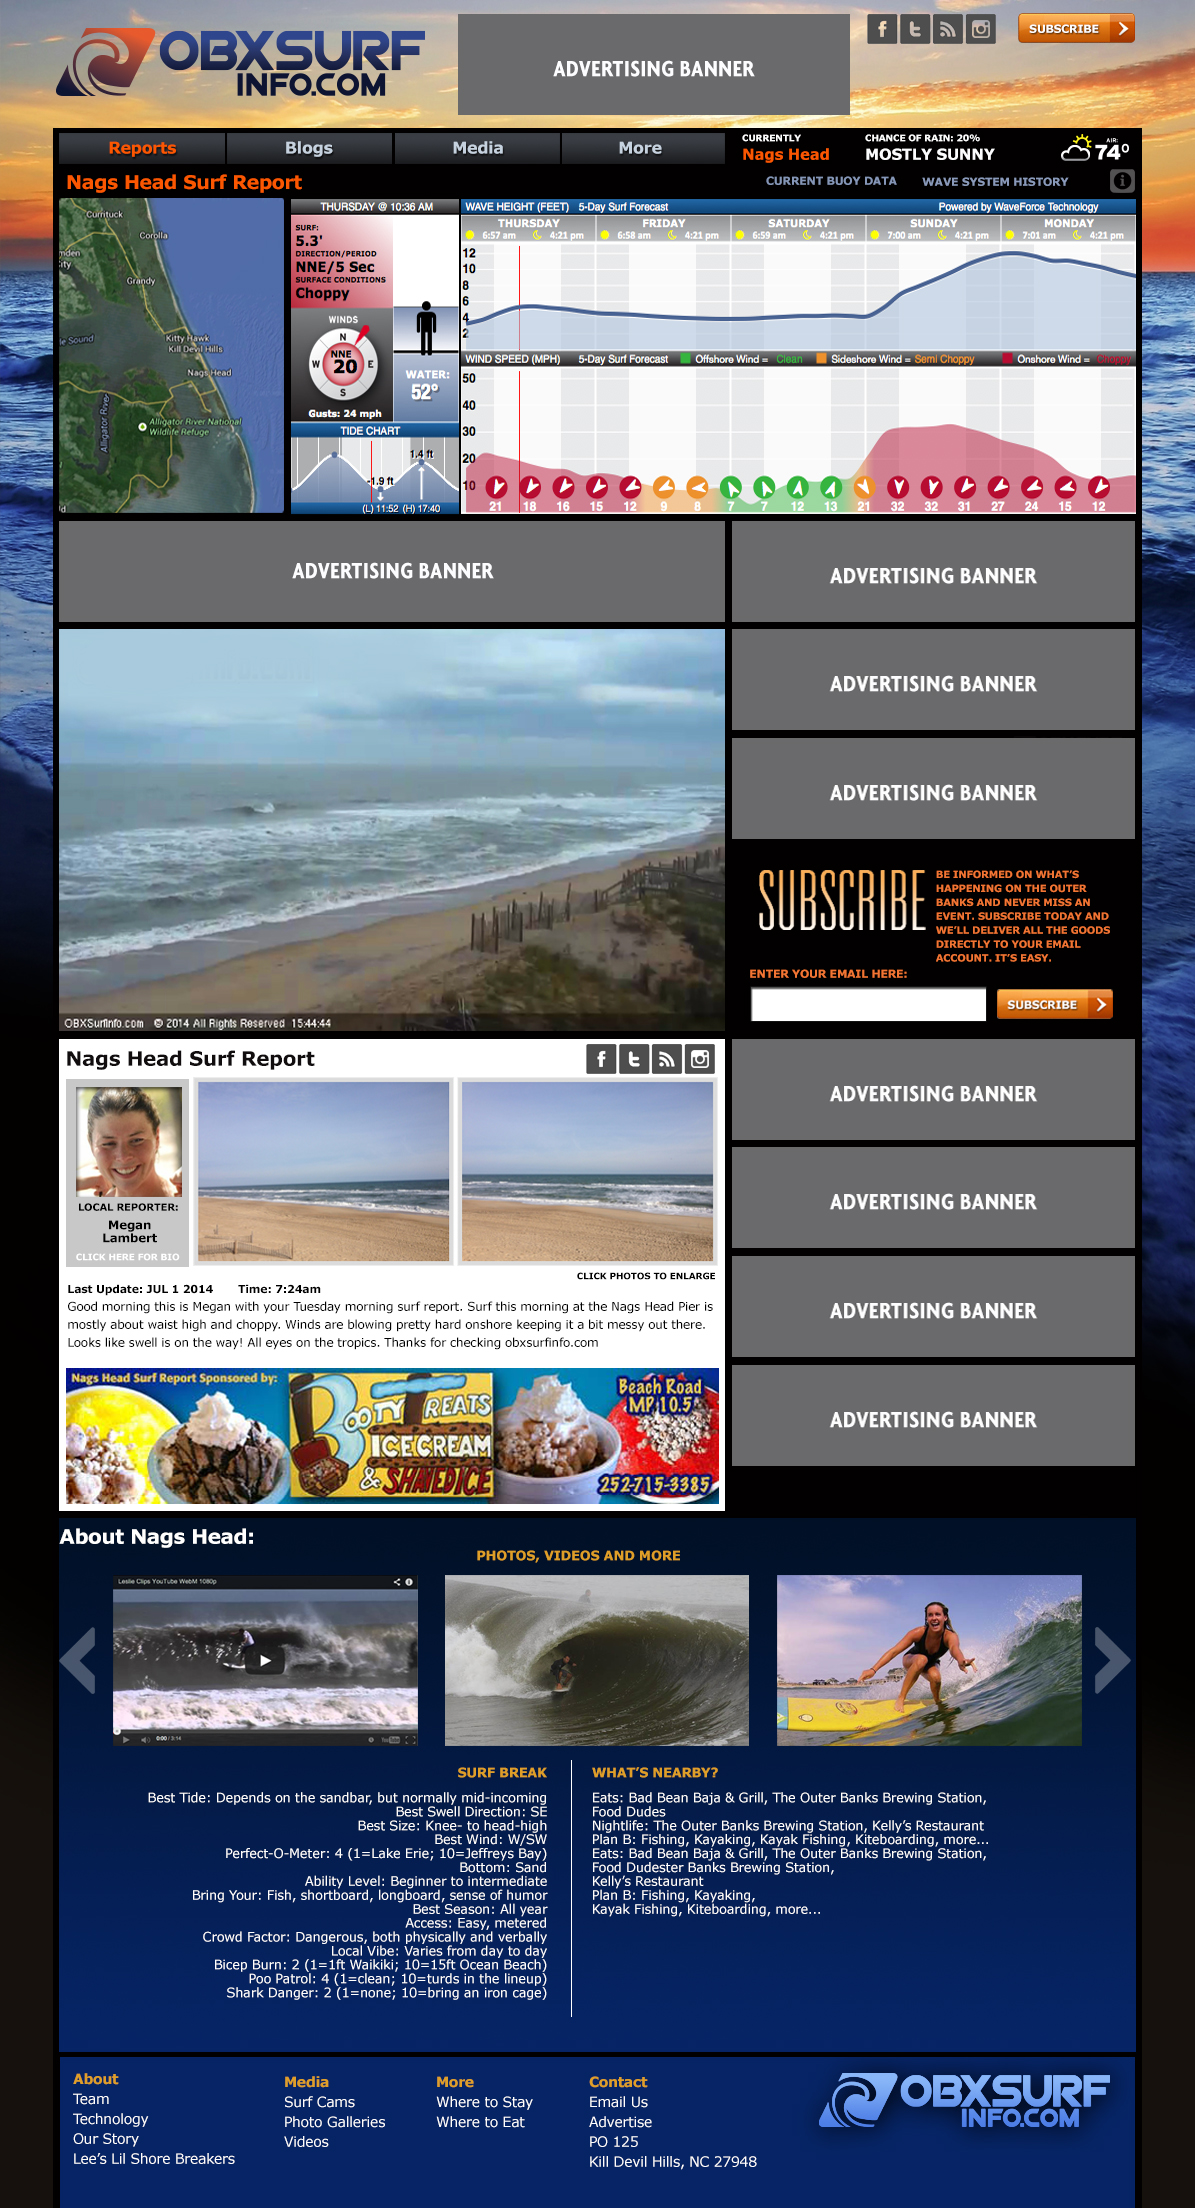 OBXSURF
INFO.COM
ADVERTISING BANNER
SUBSCRIBE
Reports
Blogs
Media
More
CURRENTLY
Nags Head
CHANCE OF RAIN: 20%
MOSTLY SUNNY
AIR:
74°
Nags Head Surf Report
CURRENT BUOY DATA
WAVE SYSTEM HISTORY
Currituck
Corolla
Grandy
Kitty Hawk
Kill Devil Hills
Nags Head
Alligator River
Alligator River National
Wildlife Refuge
THURSDAY @ 10:36 AM
SURF:
5.3'
DIRECTION/PERIOD
NNE/5 Sec
SURFACE CONDITIONS
Choppy
WINDS
N
W
E
S
NNE
20
Gusts: 24 mph
WATER:
52°
TIDE CHART
1.4 ft
-1.9 ft
(L) 11:52 (H) 17:40
WAVE HEIGHT (FEET) 5-Day Surf Forecast
Powered by WaveForce Technology
THURSDAY FRIDAY SATURDAY SUNDAY MONDAY
6:57 am 4:21 pm 6:58 am 4:21 pm 6:59 am 4:21 pm 7:00 am 4:21 pm 7:01 am 4:21 pm
12
10
8
6
4
2
WIND SPEED (MPH) 5-Day Surf Forecast Offshore Wind = Clean Sideshore Wind = Semi Choppy Onshore Wind = Choppy
50
40
30
20
10
21 18 16 15 12 9 8 7 7 12 13 21 32 32 31 27 24 15 12
ADVERTISING BANNER
ADVERTISING BANNER
ADVERTISING BANNER
ADVERTISING BANNER
OBXSurfinfo.com © 2014 All Rights Reserved 15:44:44
SUBSCRIBE
BE INFORMED ON WHAT'S
HAPPENING ON THE OUTER
BANKS AND NEVER MISS AN
EVENT. SUBSCRIBE TODAY AND
WE'LL DELIVER ALL THE GOODS
DIRECTLY TO YOUR EMAIL
ACCOUNT. IT'S EASY.
ENTER YOUR EMAIL HERE:
SUBSCRIBE
Nags Head Surf Report
LOCAL REPORTER:
Megan
Lambert
CLICK HERE FOR BIO
CLICK PHOTOS TO ENLARGE
Last Update: JUL 1 2014 Time: 7:24am
Good morning this is Megan with your Tuesday morning surf report. Surf this morning at the Nags Head Pier is
mostly about waist high and choppy. Winds are blowing pretty hard onshore keeping it a bit messy out there.
Looks like swell is on the way! All eyes on the tropics. Thanks for checking obxsurfinfo.com
Nags Head Surf Report Sponsored by:
BOOTY TREATS
ICE CREAM
& SHAVED ICE
Beach Road
MP 10.5
252-715-3385
ADVERTISING BANNER
ADVERTISING BANNER
ADVERTISING BANNER
ADVERTISING BANNER
About Nags Head:
PHOTOS, VIDEOS AND MORE
Leslie Clips YouTube WebM 1080p
0:00 / 3:14
YouTube
SURF BREAK
Best Tide: Depends on the sandbar, but normally mid-incoming
Best Swell Direction: SE
Best Size: Knee- to head-high
Best Wind: W/SW
Perfect-O-Meter: 4 (1=Lake Erie; 10=Jeffreys Bay)
Bottom: Sand
Ability Level: Beginner to intermediate
Bring Your: Fish, shortboard, longboard, sense of humor
Best Season: All year
Access: Easy, metered
Crowd Factor: Dangerous, both physically and verbally
Local Vibe: Varies from day to day
Bicep Burn: 2 (1=1ft Waikiki; 10=15ft Ocean Beach)
Poo Patrol: 4 (1=clean; 10=turds in the lineup)
Shark Danger: 2 (1=none; 10=bring an iron cage)
WHAT'S NEARBY?
Eats: Bad Bean Baja & Grill, The Outer Banks Brewing Station,
Food Dudes
Nightlife: The Outer Banks Brewing Station, Kelly's Restaurant
Plan B: Fishing, Kayaking, Kayak Fishing, Kiteboarding, more...
Eats: Bad Bean Baja & Grill, The Outer Banks Brewing Station,
Food Dudester Banks Brewing Station,
Kelly's Restaurant
Plan B: Fishing, Kayaking,
Kayak Fishing, Kiteboarding, more...
About
Team
Technology
Our Story
Lee's Lil Shore Breakers
Media
Surf Cams
Photo Galleries
Videos
More
Where to Stay
Where to Eat
Contact
Email Us
Advertise
PO 125
Kill Devil Hills, NC 27948
OBXSURF
INFO.COM